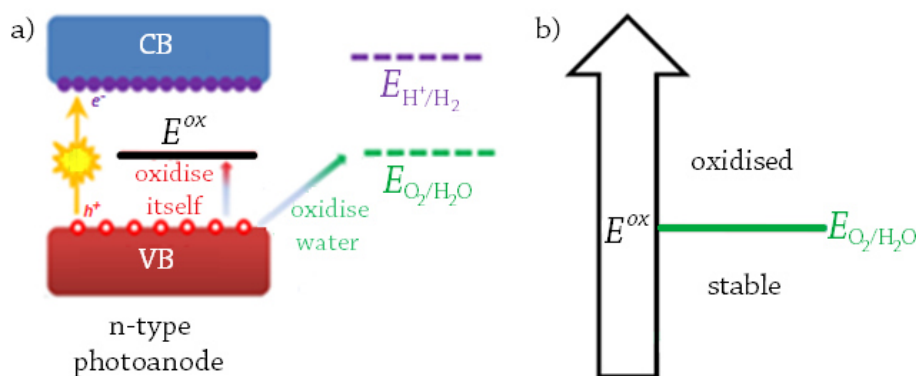 a)
CB
e⁻
E_H⁺/H₂
E^ox
oxidise
itself
E_O₂/H₂O
oxidise
water
h⁺
VB
n-type
photoanode
b)
oxidised
E^ox
E_O₂/H₂O
stable